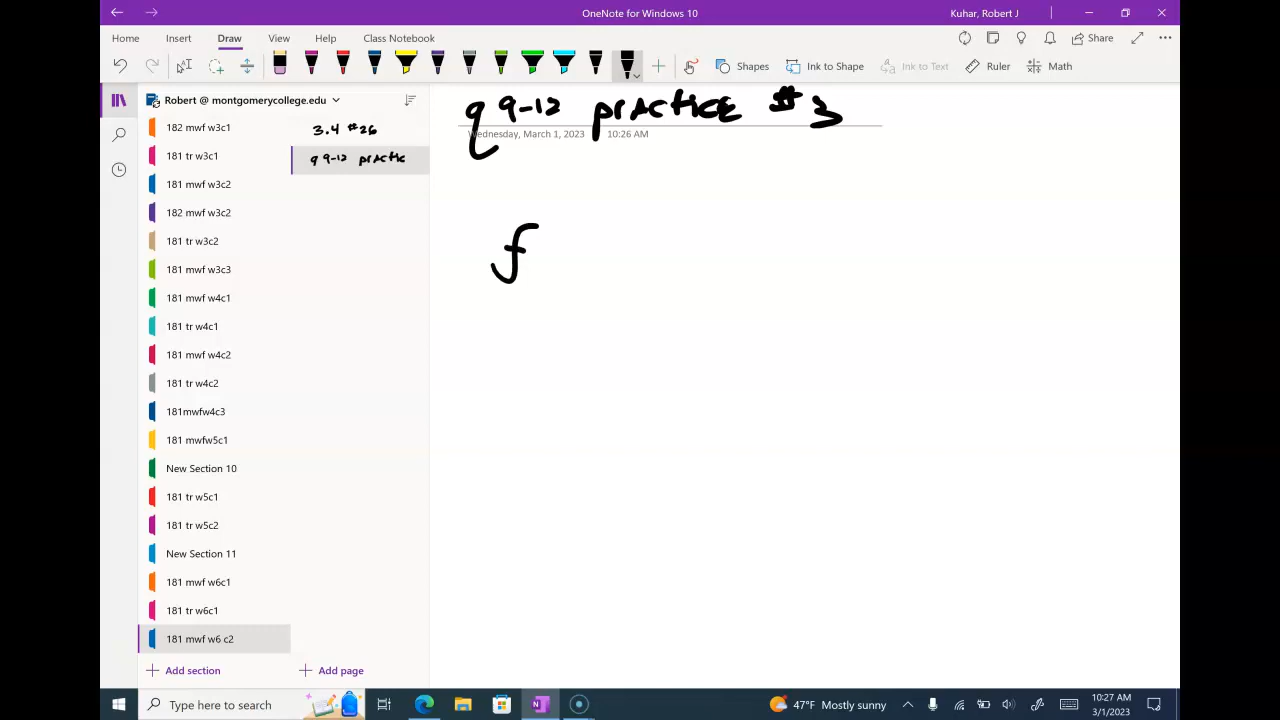 OneNote for Windows 10
Kuhar, Robert J
Home
Insert
Draw
View
Help
Class Notebook
Share
Shapes
Ink to Shape
Ink to Text
Ruler
Math
Robert @ montgomerycollege.edu
182 mwf w3c1
181 tr w3c1
181 mwf w3c2
182 mwf w3c2
181 tr w3c2
181 mwf w3c3
181 mwf w4c1
181 tr w4c1
181 mwf w4c2
181 tr w4c2
181mwfw4c3
181 mwfw5c1
New Section 10
181 tr w5c1
181 tr w5c2
New Section 11
181 mwf w6c1
181 tr w6c1
181 mwf w6 c2
Add section
3.4 #26
q 9-12 practic
Add page
q 9-12 practice #3
Wednesday, March 1, 2023 10:26 AM
f
Type here to search
47°F Mostly sunny
10:27 AM
3/1/2023